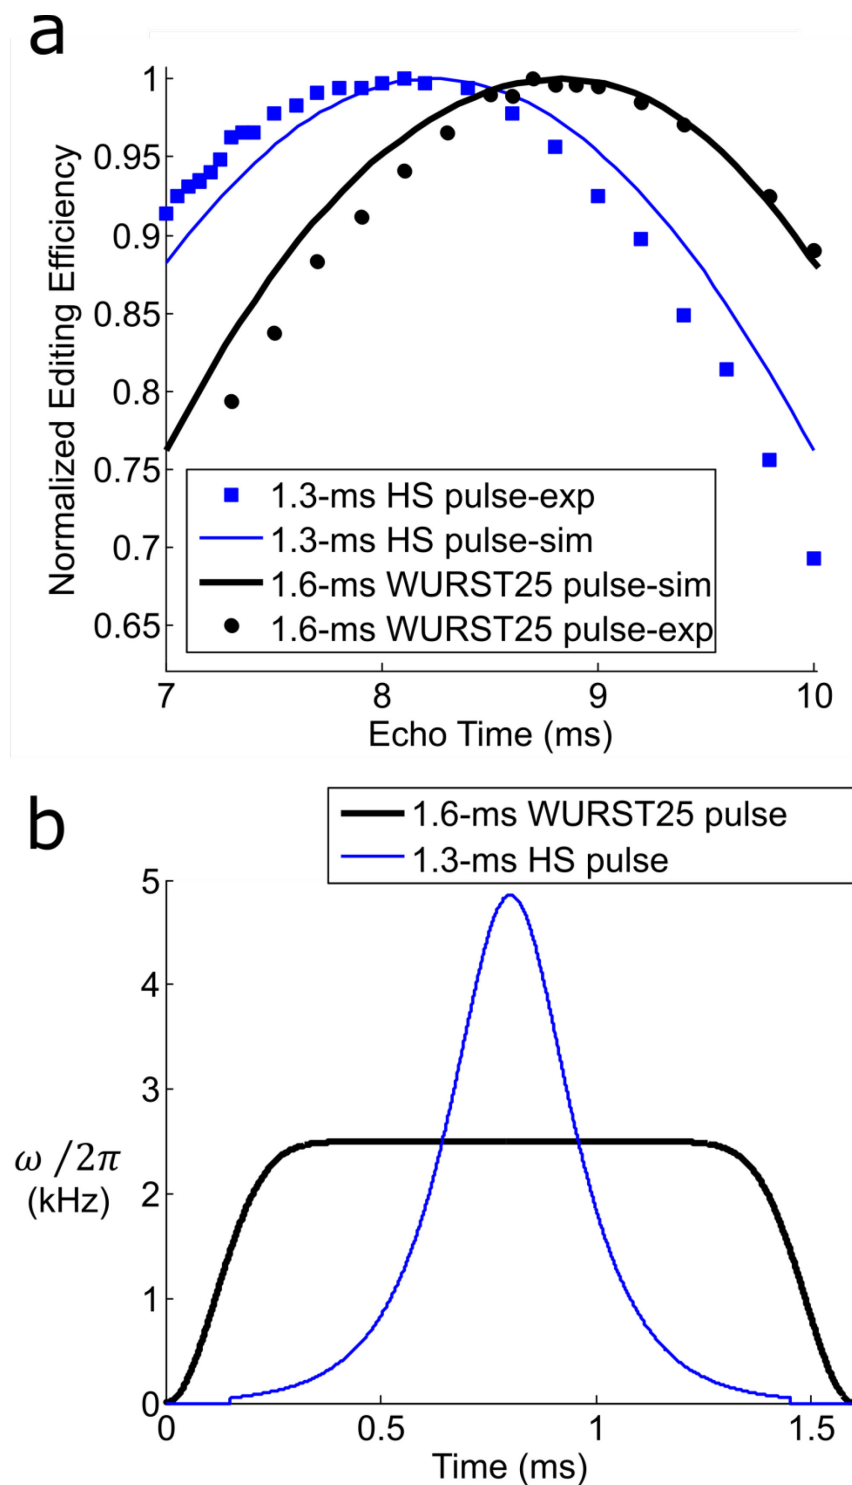 a
Normalized Editing Efficiency
1
0.95
0.9
0.85
0.8
0.75
0.7
0.65
1.3-ms HS pulse-exp
1.3-ms HS pulse-sim
1.6-ms WURST25 pulse-sim
1.6-ms WURST25 pulse-exp
7 8 9 10
Echo Time (ms)
b
1.6-ms WURST25 pulse
1.3-ms HS pulse
5
4
3
2
1
0
ω /2π
(kHz)
0 0.5 1 1.5
Time (ms)